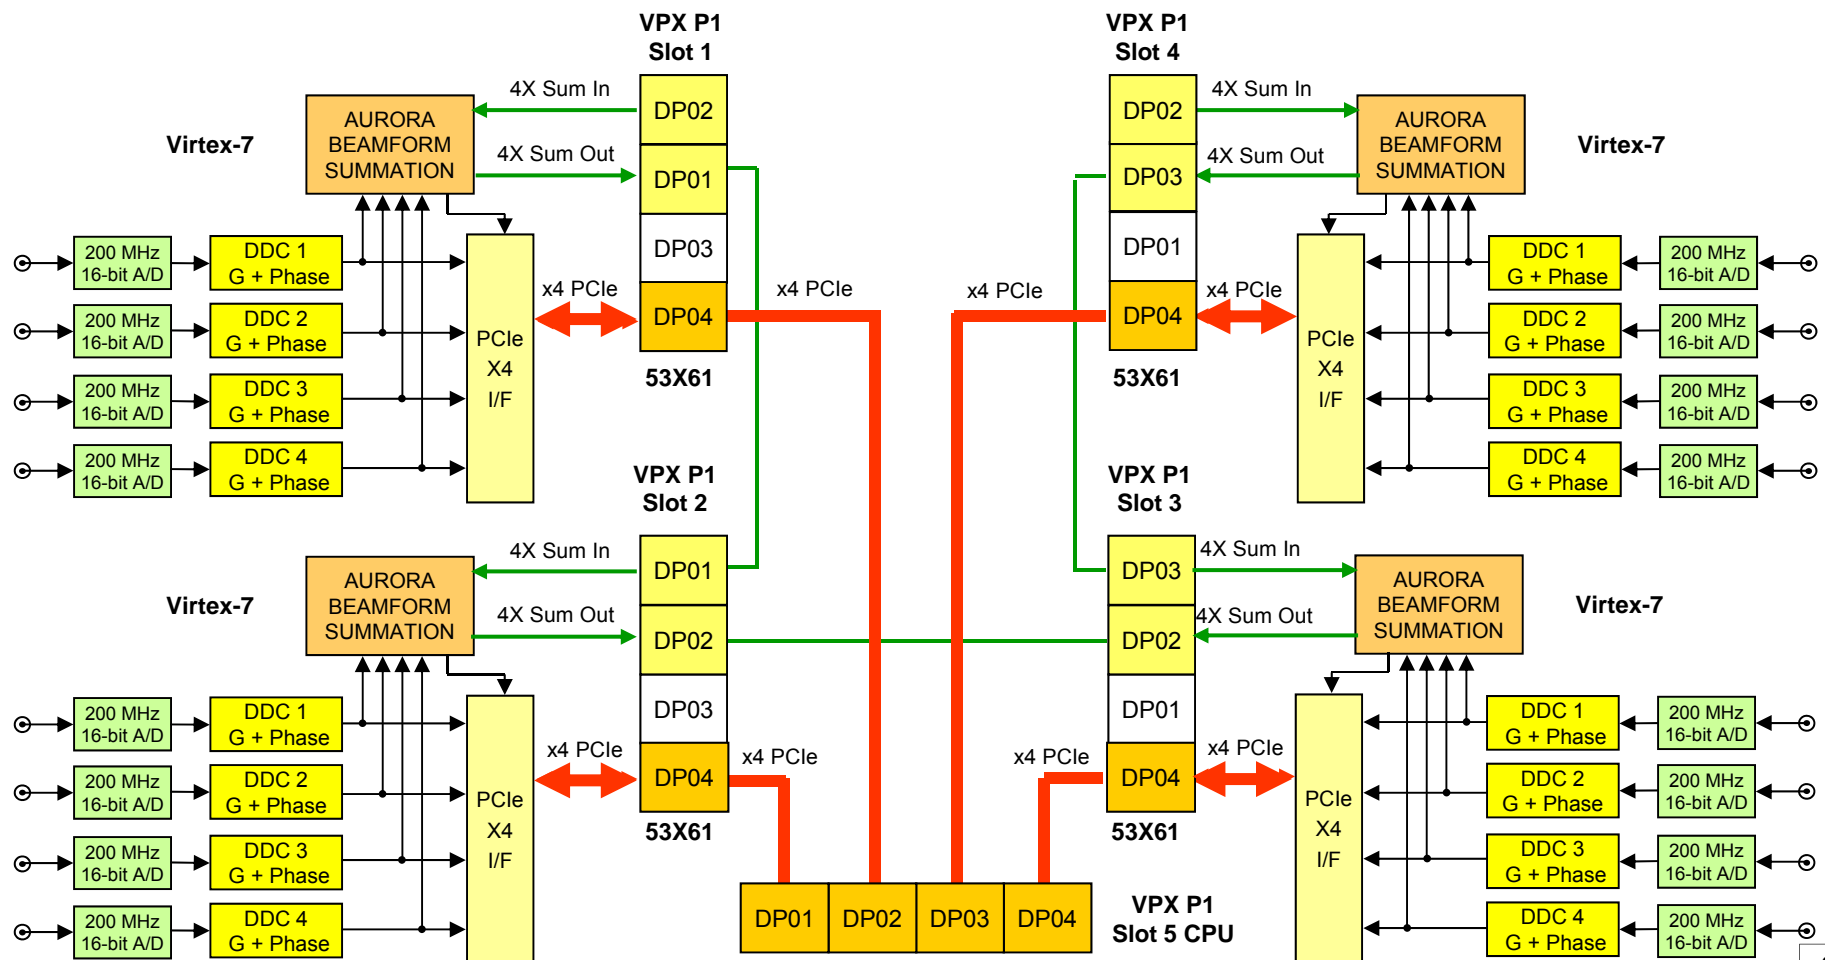 VPX P1
Slot 1
4X Sum In
DP02
AURORA
BEAMFORM
SUMMATION
Virtex-7
4X Sum Out
DP01
DP03
x4 PCIe
DP04
x4 PCIe
53X61
200 MHz
16-bit A/D
DDC 1
G + Phase
200 MHz
16-bit A/D
DDC 2
G + Phase
200 MHz
16-bit A/D
DDC 3
G + Phase
200 MHz
16-bit A/D
DDC 4
G + Phase
PCIe
X4
I/F
VPX P1
Slot 4
DP02
4X Sum In
AURORA
BEAMFORM
SUMMATION
Virtex-7
DP03
4X Sum Out
DP01
x4 PCIe
DP04
x4 PCIe
53X61
PCIe
X4
I/F
DDC 1
G + Phase
200 MHz
16-bit A/D
DDC 2
G + Phase
200 MHz
16-bit A/D
DDC 3
G + Phase
200 MHz
16-bit A/D
DDC 4
G + Phase
200 MHz
16-bit A/D
VPX P1
Slot 2
4X Sum In
DP01
AURORA
BEAMFORM
SUMMATION
Virtex-7
4X Sum Out
DP02
DP03
x4 PCIe
DP04
x4 PCIe
53X61
200 MHz
16-bit A/D
DDC 1
G + Phase
200 MHz
16-bit A/D
DDC 2
G + Phase
200 MHz
16-bit A/D
DDC 3
G + Phase
200 MHz
16-bit A/D
DDC 4
G + Phase
PCIe
X4
I/F
VPX P1
Slot 3
DP03
4X Sum In
AURORA
BEAMFORM
SUMMATION
Virtex-7
DP02
4X Sum Out
DP01
x4 PCIe
DP04
x4 PCIe
53X61
PCIe
X4
I/F
DDC 1
G + Phase
200 MHz
16-bit A/D
DDC 2
G + Phase
200 MHz
16-bit A/D
DDC 3
G + Phase
200 MHz
16-bit A/D
DDC 4
G + Phase
200 MHz
16-bit A/D
DP01 DP02 DP03 DP04
VPX P1
Slot 5 CPU